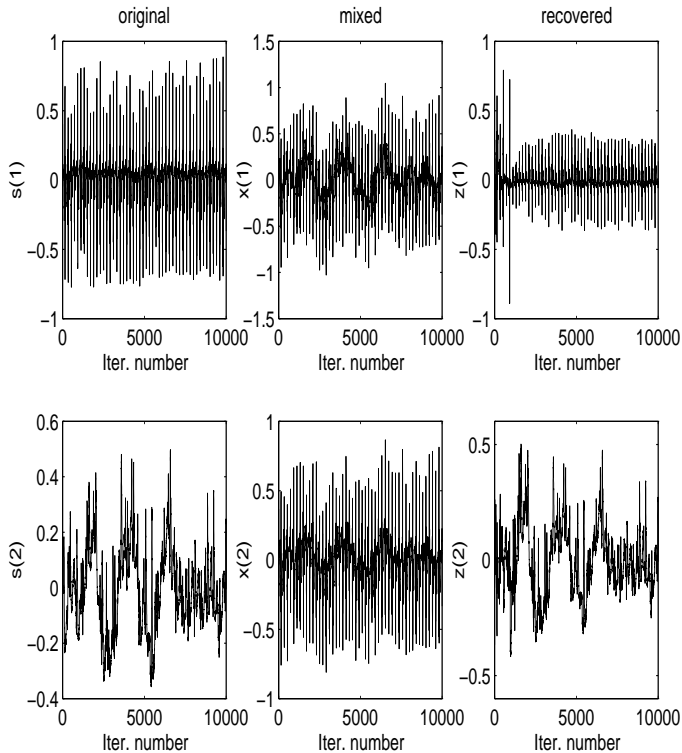 original
mixed
recovered
1
0.5
0
−0.5
−1
s(1)
0 5000 10000
Iter. number
1.5
1
0.5
0
−0.5
−1
−1.5
x(1)
0 5000 10000
Iter. number
1
0.5
0
−0.5
−1
z(1)
0 5000 10000
Iter. number
0.6
0.4
0.2
0
−0.2
−0.4
s(2)
0 5000 10000
Iter. number
1
0.5
0
−0.5
−1
x(2)
0 5000 10000
Iter. number
0.5
0
−0.5
z(2)
0 5000 10000
Iter. number